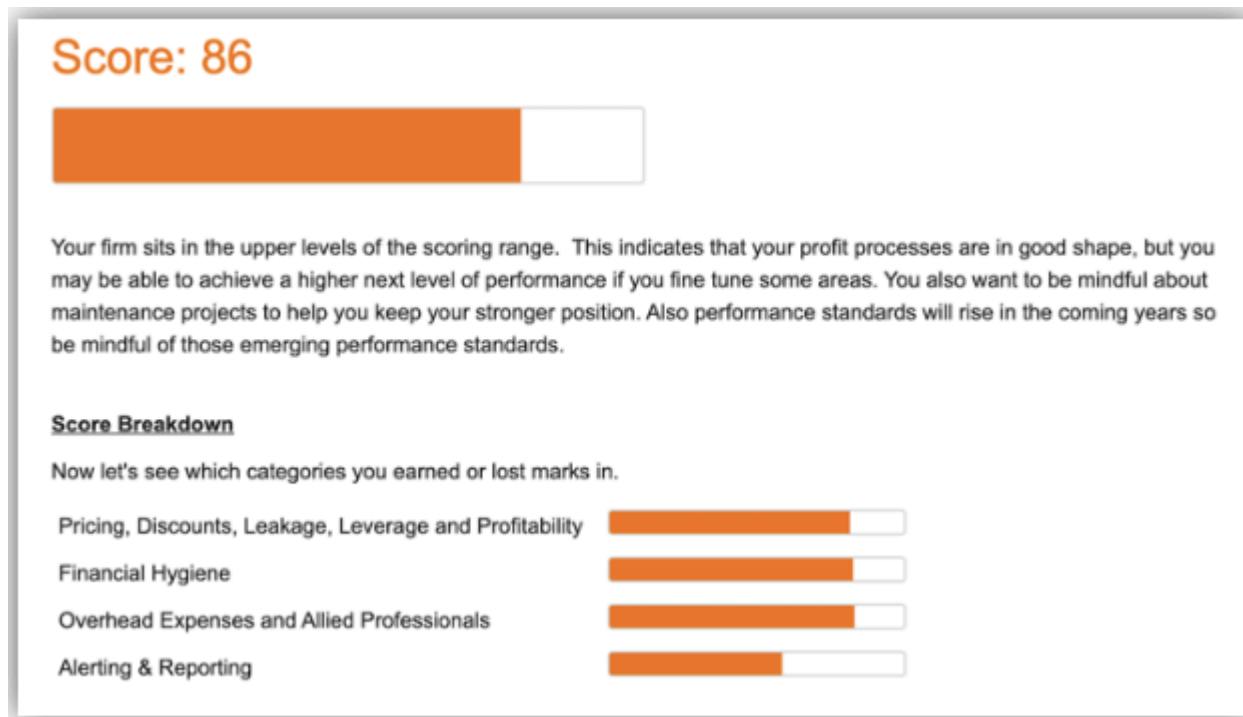 Score: 86
Your firm sits in the upper levels of the scoring range.  This indicates that your profit processes are in good shape, but you
may be able to achieve a higher next level of performance if you fine tune some areas. You also want to be mindful about
maintenance projects to help you keep your stronger position. Also performance standards will rise in the coming years so
be mindful of those emerging performance standards.
Score Breakdown
Now let's see which categories you earned or lost marks in.
Pricing, Discounts, Leakage, Leverage and Profitability
Financial Hygiene
Overhead Expenses and Allied Professionals
Alerting & Reporting